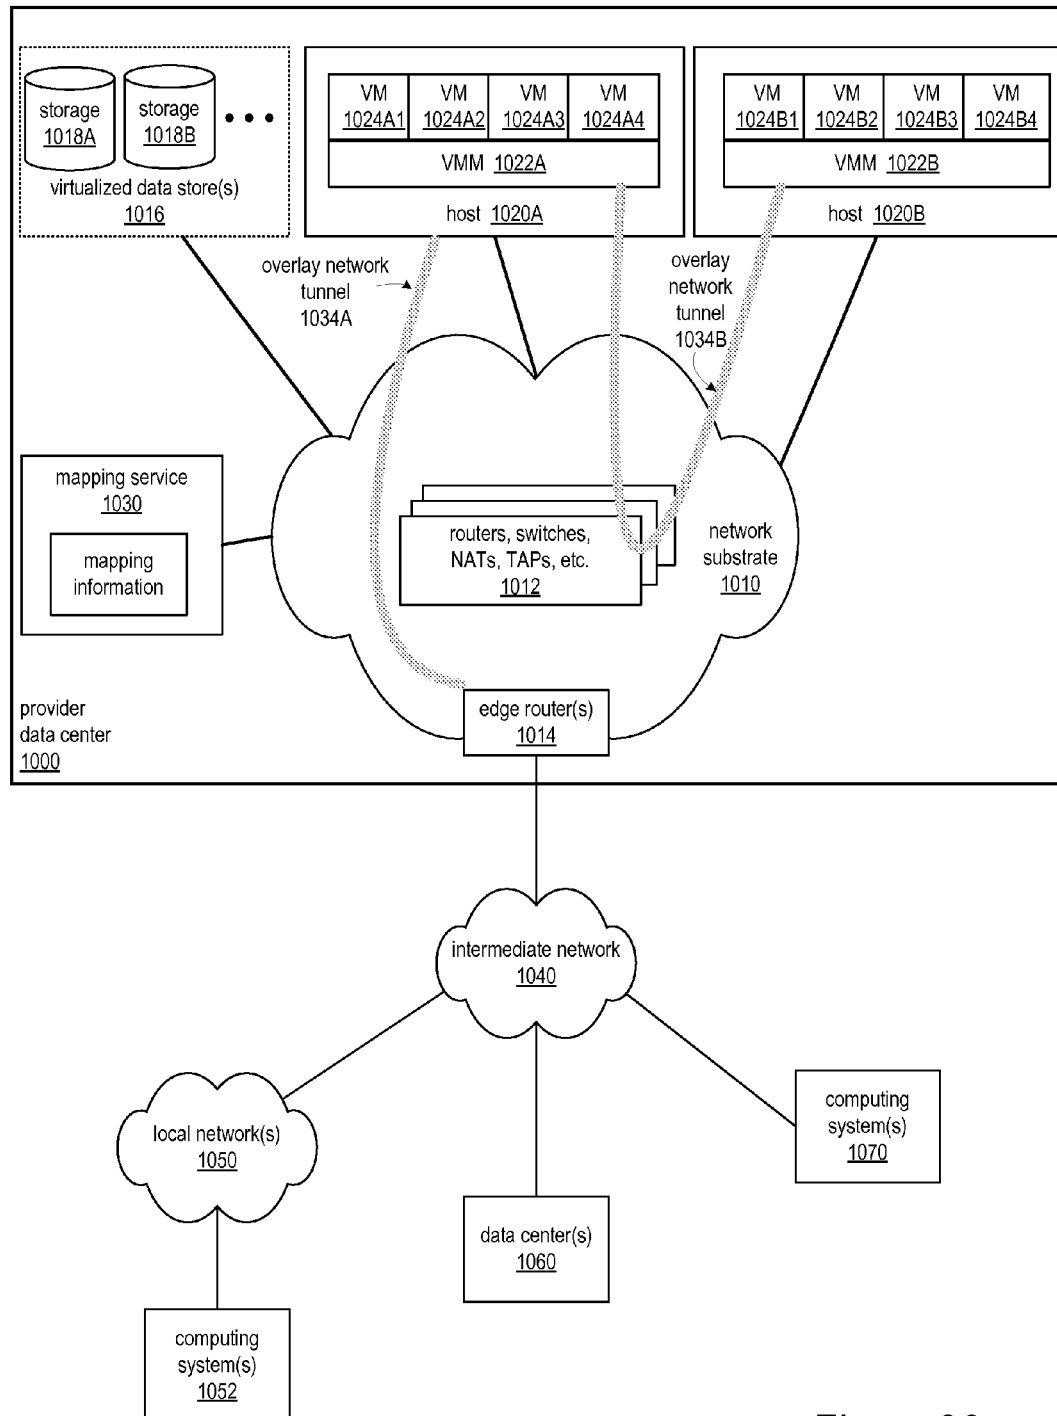 storage
1018A
storage
1018B
virtualized data store(s)
1016
VM
1024A1
VM
1024A2
VM
1024A3
VM
1024A4
VMM 1022A
host 1020A
VM
1024B1
VM
1024B2
VM
1024B3
VM
1024B4
VMM 1022B
host 1020B
overlay network
tunnel
1034A
overlay
network
tunnel
1034B
mapping service
1030
mapping
information
routers, switches,
NATs, TAPs, etc.
1012
network
substrate
1010
provider
data center
1000
edge router(s)
1014
intermediate network
1040
local network(s)
1050
computing
system(s)
1070
data center(s)
1060
computing
system(s)
1052